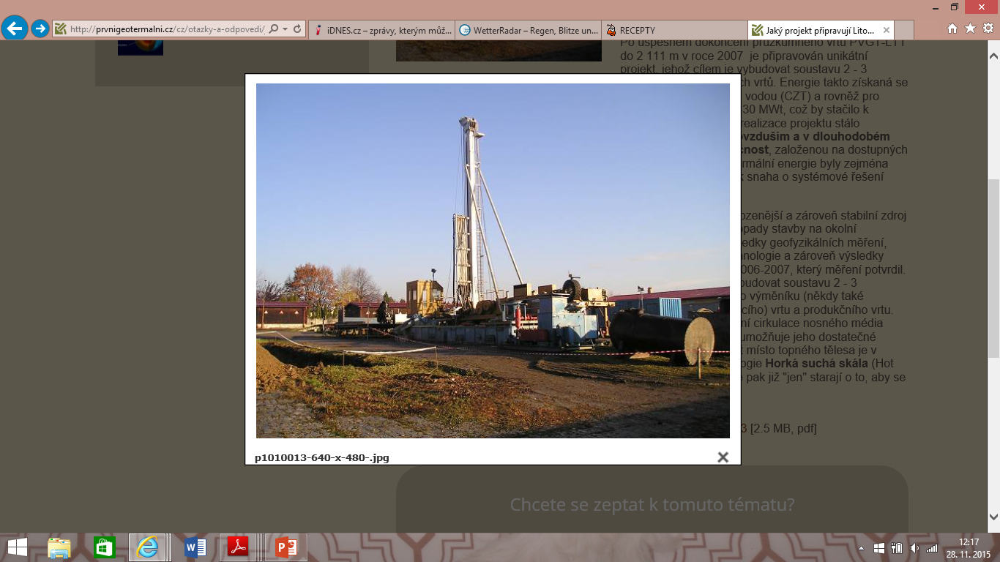 http://prvnigeotermalni.cz/cz/otazky-a-odpovedi/j
iDNES.cz – zprávy, kterým můž...
WetterRadar – Regen, Blitze un...
RECEPTY
Jaký projekt připravují Lito...
Po úspěšném dokončení průzkumného vrtu PVGT-LT1
do 2 111 m v roce 2007 je připravován unikátní
projekt, jehož cílem je vybudovat soustavu 2 - 3
ch vrtů. Energie takto získaná se
vodou (CZT) a rovněž pro
30 MWt, což by stačilo k
realizace projektu stálo
ovzduším a v dlouhodobém
čnost, založenou na dostupných
rmální energie byly zejména
k snaha o systémové řešení
ozenější a zároveň stabilní zdroj
opady stavby na okolní
edky geofyzikálních měření,
nologie a zároveň výsledky
006-2007, který měření potvrdil.
budovat soustavu 2 - 3
o výměníku (někdy také
cího) vrtu a produkčního vrtu.
ní cirkulace nosného média
umožňuje jeho dostatečné
t místo topného tělesa je v
logie Horká suchá skála (Hot
e pak již "jen" starají o to, aby se
3 [2.5 MB, pdf]
p1010013-640-x-480-.jpg
Chcete se zeptat k tomuto tématu?
12:17
28. 11. 2015